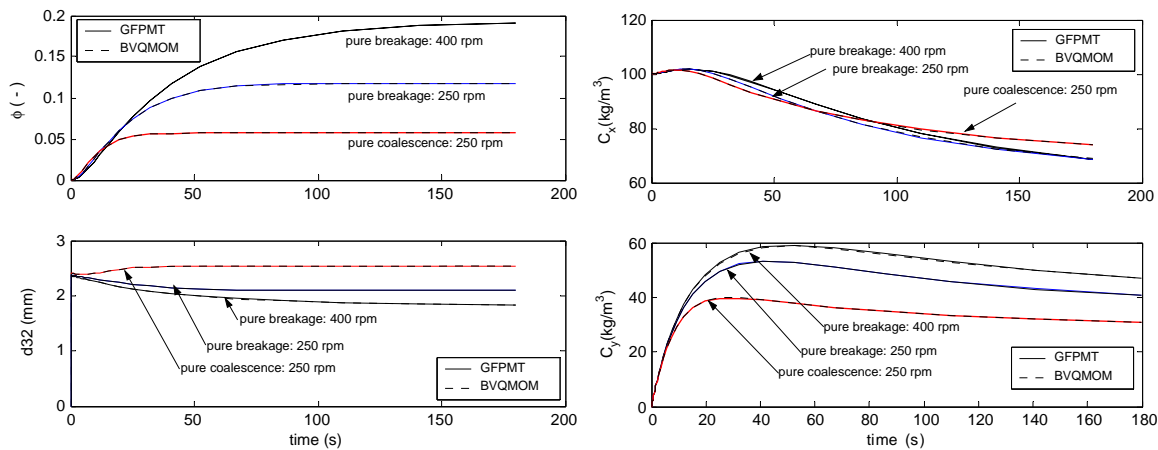 0.2
0.15
0.1
0.05
0
ϕ ( - )
GFPMT
BVQMOM
pure breakage: 400 rpm
pure breakage: 250 rpm
pure coalescence: 250 rpm
0 50 100 150 200
100
80
60
C_x(kg/m³)
pure breakage: 400 rpm
pure breakage: 250 rpm
pure coalescence: 250 rpm
GFPMT
BVQMOM
0 50 100 150 200
3
2
1
0
d32 (mm)
pure breakage: 400 rpm
pure breakage: 250 rpm
pure coalescence: 250 rpm
GFPMT
BVQMOM
0 50 100 150 200
time (s)
60
40
20
0
C_y(kg/m³)
pure breakage: 400 rpm
pure breakage: 250 rpm
pure coalescence: 250 rpm
GFPMT
BVQMOM
0 20 40 60 80 100 120 140 160 180
time (s)